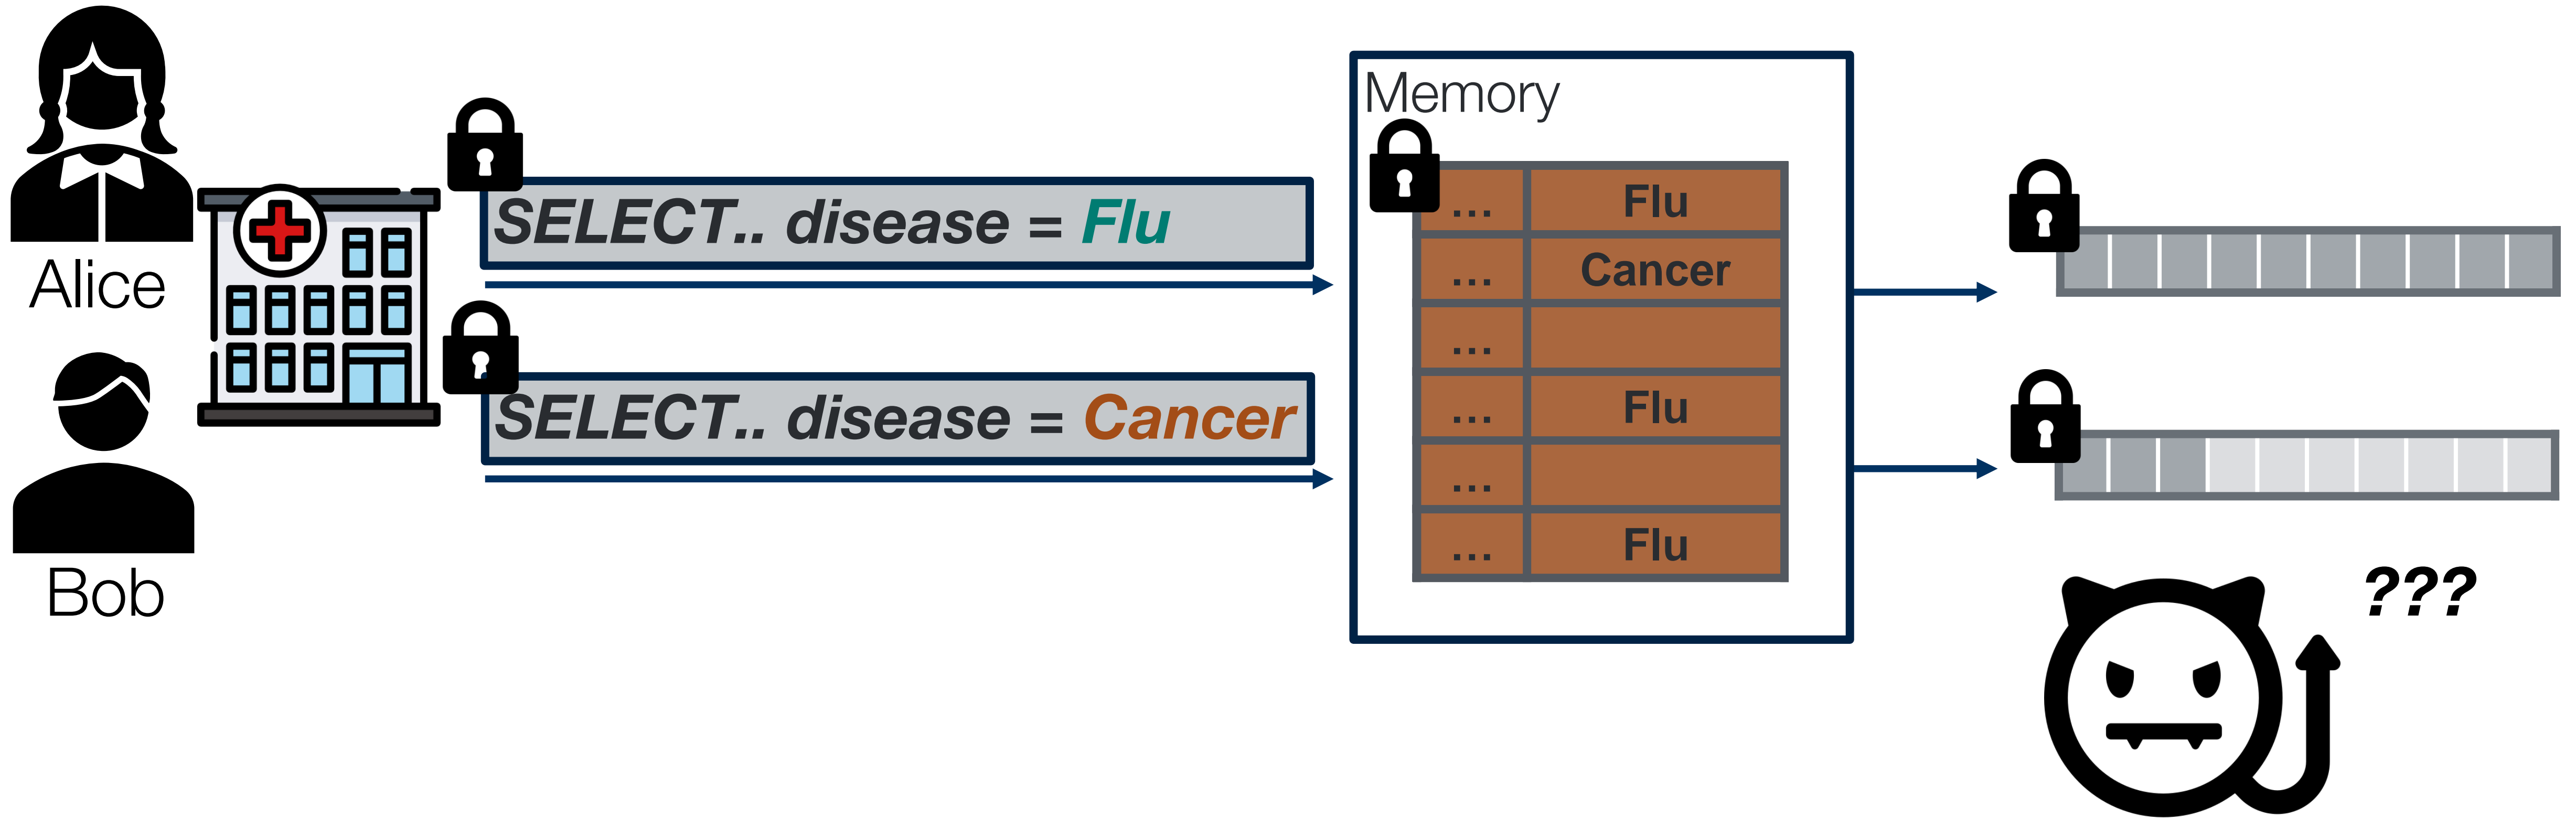 Alice
Bob
SELECT.. disease = Flu
SELECT.. disease = Cancer
Memory
... Flu
... Cancer
...
... Flu
...
... Flu
???